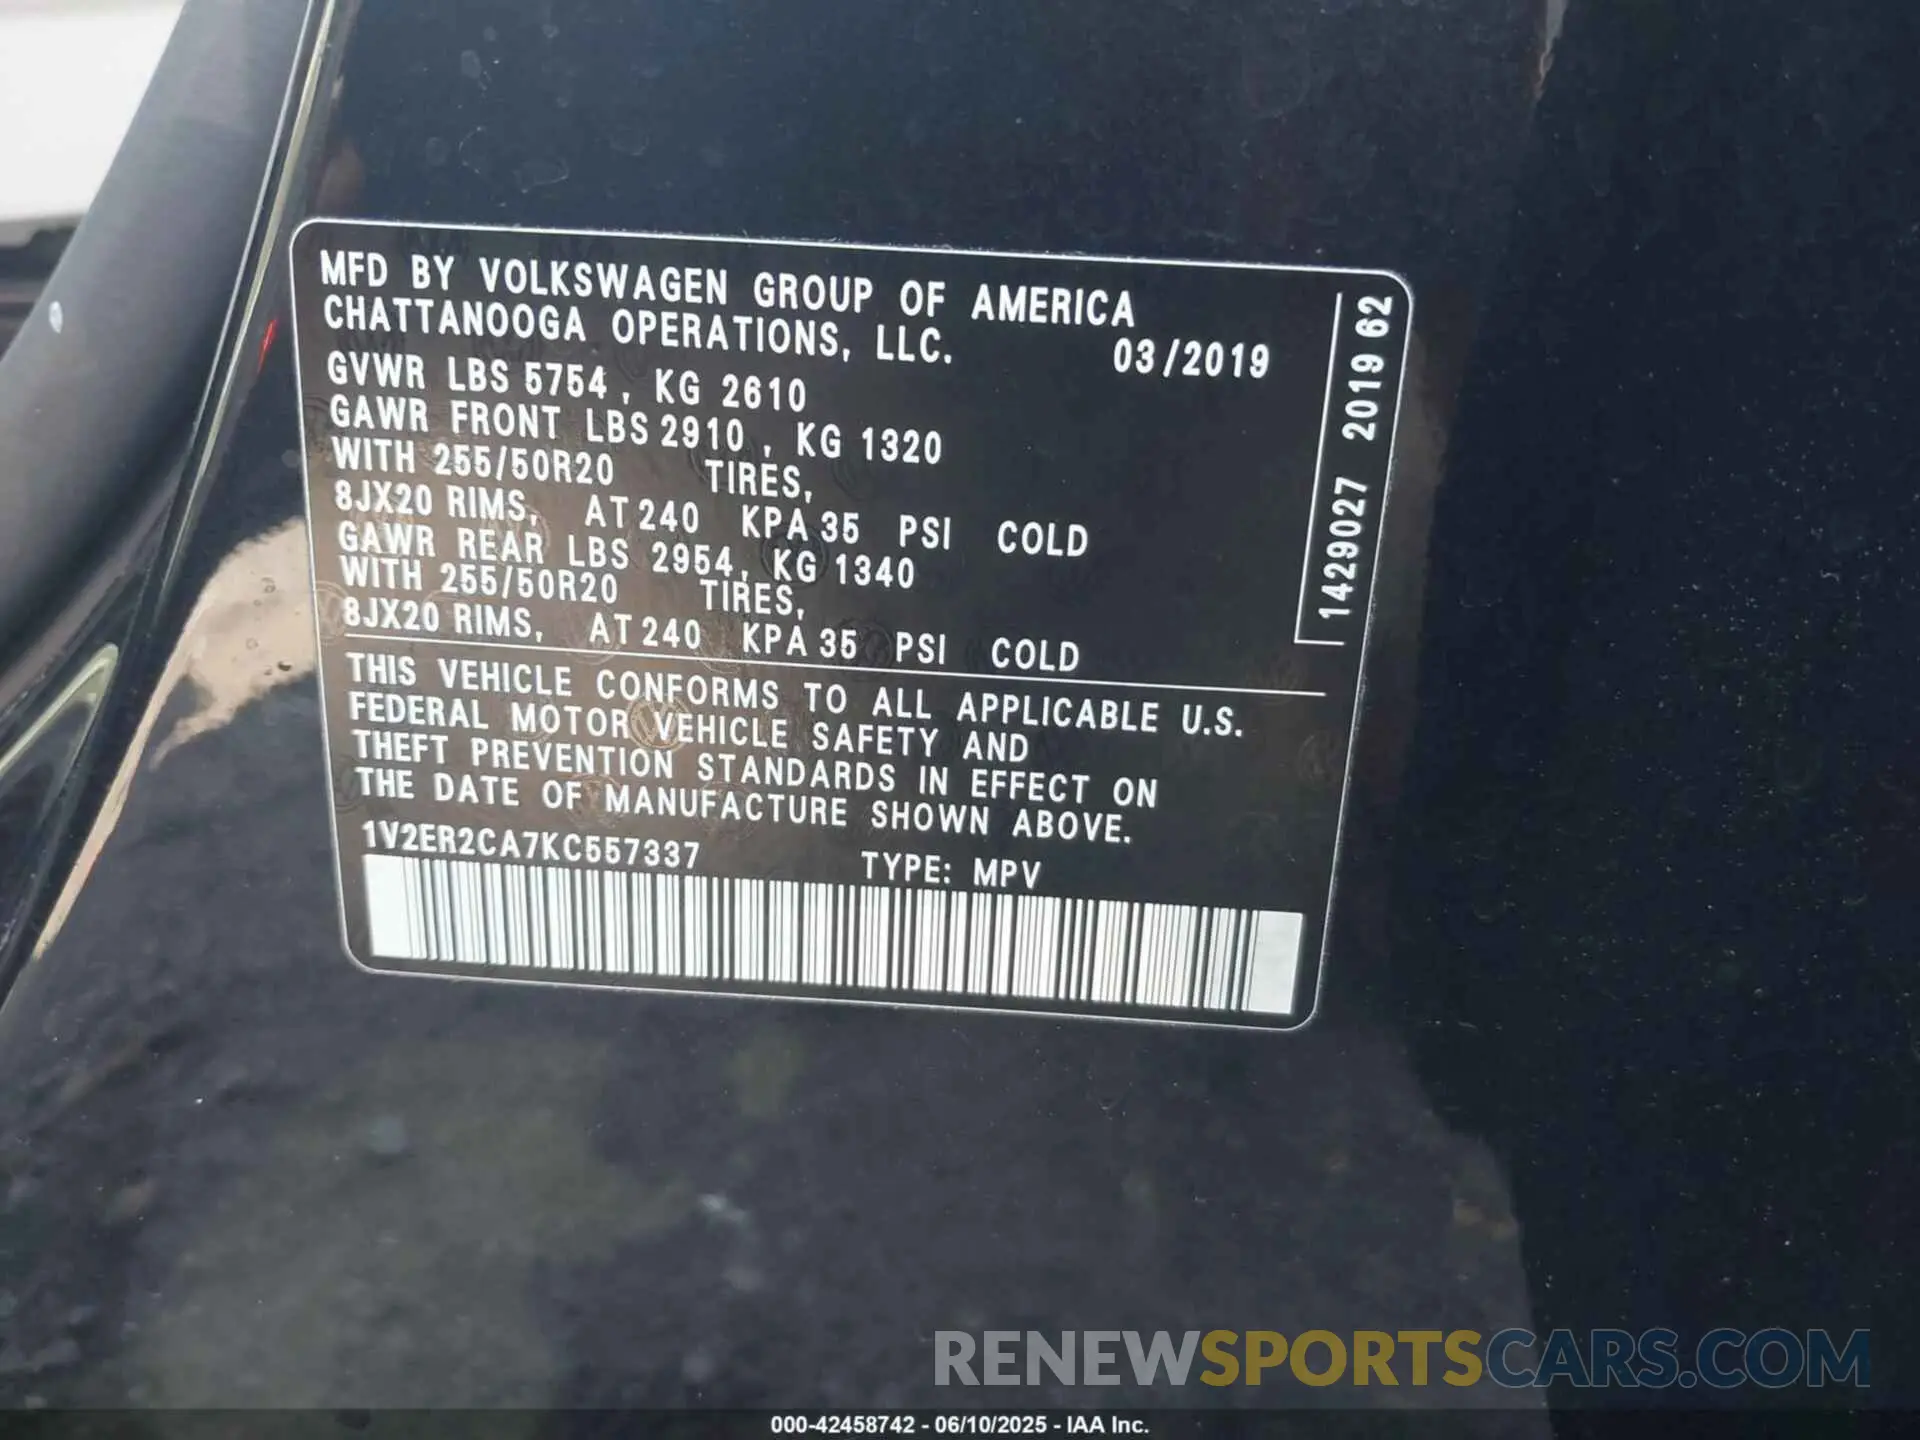 MFD BY VOLKSWAGEN GROUP OF AMERICA
CHATTANOOGA OPERATIONS, LLC. 03/2019
GVWR LBS 5754, KG 2610
GAWR FRONT LBS 2910, KG 1320
WITH 255/50R20 TIRES,
8JX20 RIMS, AT 240 KPA 35 PSI COLD
GAWR REAR LBS 2954, KG 1340
WITH 255/50R20 TIRES,
8JX20 RIMS, AT 240 KPA 35 PSI COLD
THIS VEHICLE CONFORMS TO ALL APPLICABLE U.S.
FEDERAL MOTOR VEHICLE SAFETY AND
THEFT PREVENTION STANDARDS IN EFFECT ON
THE DATE OF MANUFACTURE SHOWN ABOVE.
1V2ER2CA7KC557337 TYPE: MPV
1429027 2019 62
RENEWSPORTSCARS.COM
000-42458742 - 06/10/2025 - IAA Inc.